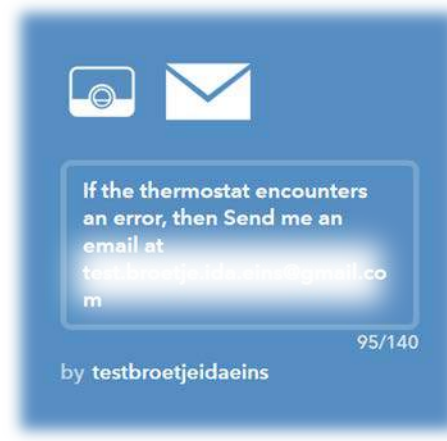 If the thermostat encounters
an error, then Send me an
email at
m
95/140
by testbroetjeidaeins